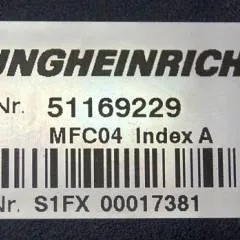 UNGHEINRICH
Nr. 51169229
MFC04 Index A
Nr. S1FX 00017381